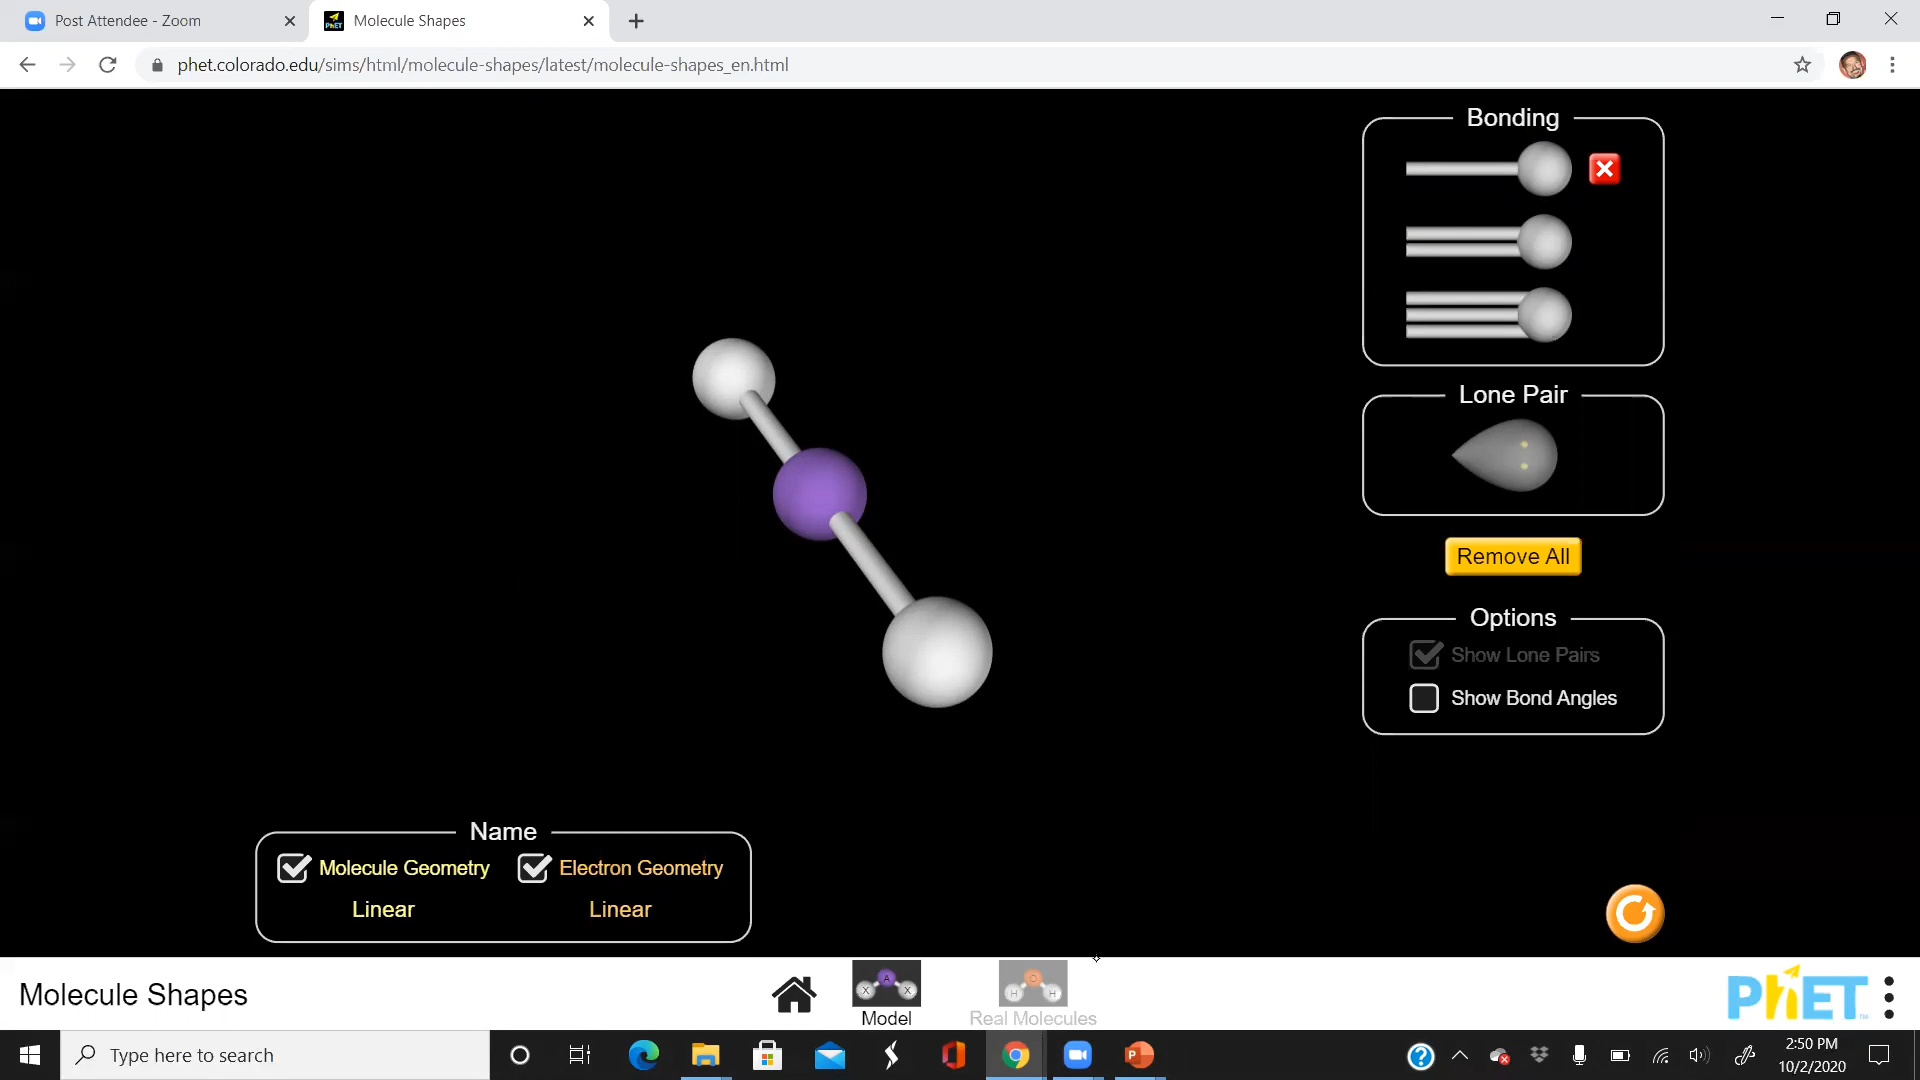 Post Attendee - Zoom
Molecule Shapes
phet.colorado.edu/sims/html/molecule-shapes/latest/molecule-shapes_en.html
Bonding
Lone Pair
Remove All
Options
Show Lone Pairs
Show Bond Angles
Name
Molecule Geometry Electron Geometry
Linear Linear
Molecule Shapes
A
X X
Model
O
H H
Real Molecules
PhET
Type here to search
2:50 PM
10/2/2020